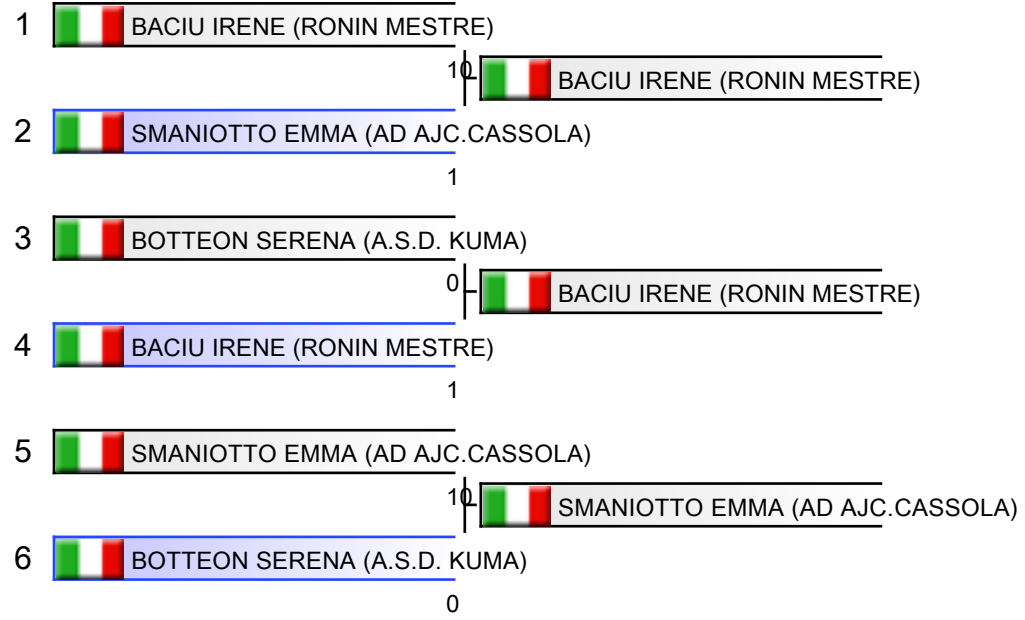 1 BACIU IRENE (RONIN MESTRE)
10 BACIU IRENE (RONIN MESTRE)
2 SMANIOTTO EMMA (AD AJC.CASSOLA)
1
3 BOTTEON SERENA (A.S.D. KUMA)
0 BACIU IRENE (RONIN MESTRE)
4 BACIU IRENE (RONIN MESTRE)
1
5 SMANIOTTO EMMA (AD AJC.CASSOLA)
10 SMANIOTTO EMMA (AD AJC.CASSOLA)
6 BOTTEON SERENA (A.S.D. KUMA)
0